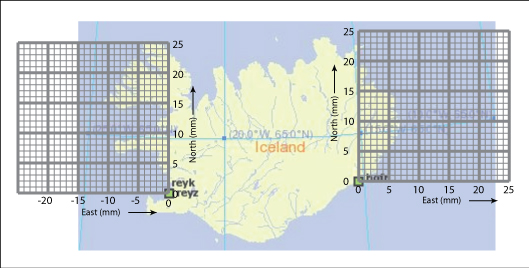 25
20
15
10
5
-20 -15 -10 -5 0
East (mm)
North (mm)
reyk
reyz
(20.0°W, 65.0°N)
Iceland
25
20
15
10
5
0
North (mm)
0 5 10 15 20 25
East (mm)